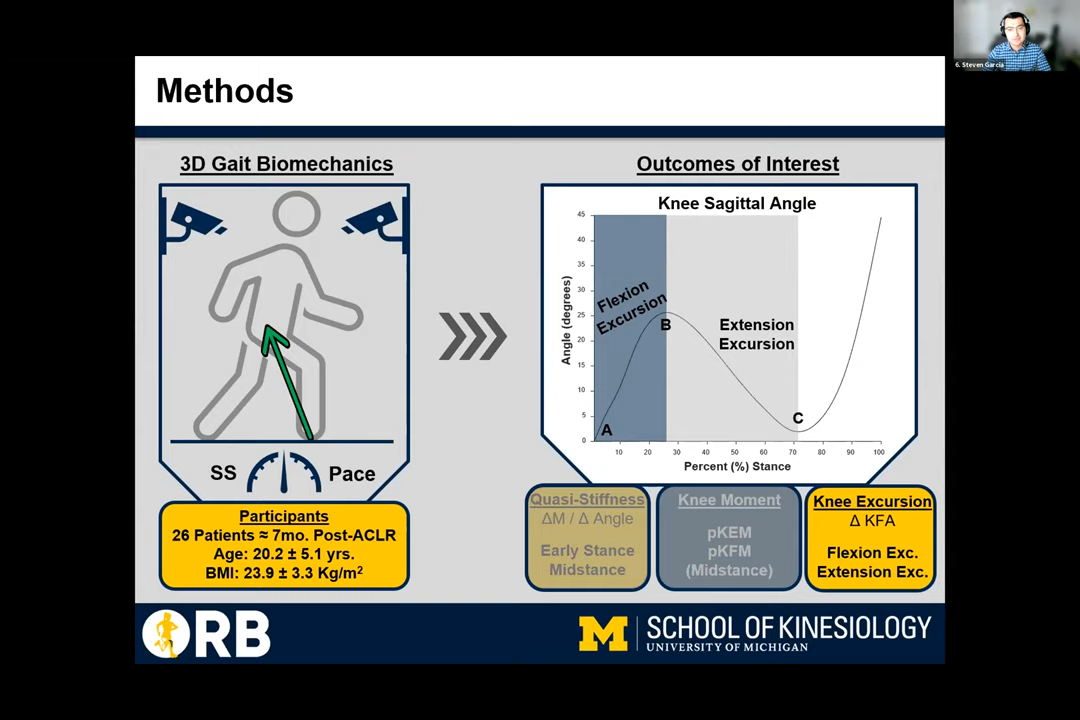 6. Steven Garcia
Methods
3D Gait Biomechanics
SS
Pace
Participants
26 Patients ≈ 7mo. Post-ACLR
Age: 20.2 ± 5.1 yrs.
BMI: 23.9 ± 3.3 Kg/m²
Outcomes of Interest
Knee Sagittal Angle
Angle (degrees)
45
40
35
30
25
20
15
10
5
0
Flexion
Excursion
Extension
Excursion
A
B
C
10 20 30 40 50 60 70 80 90 100
Percent (%) Stance
Quasi-Stiffness
ΔM / Δ Angle
Early Stance
Midstance
Knee Moment
pKEM
pKFM
(Midstance)
Knee Excursion
Δ KFA
Flexion Exc.
Extension Exc.
ORB
M
SCHOOL OF KINESIOLOGY
UNIVERSITY OF MICHIGAN